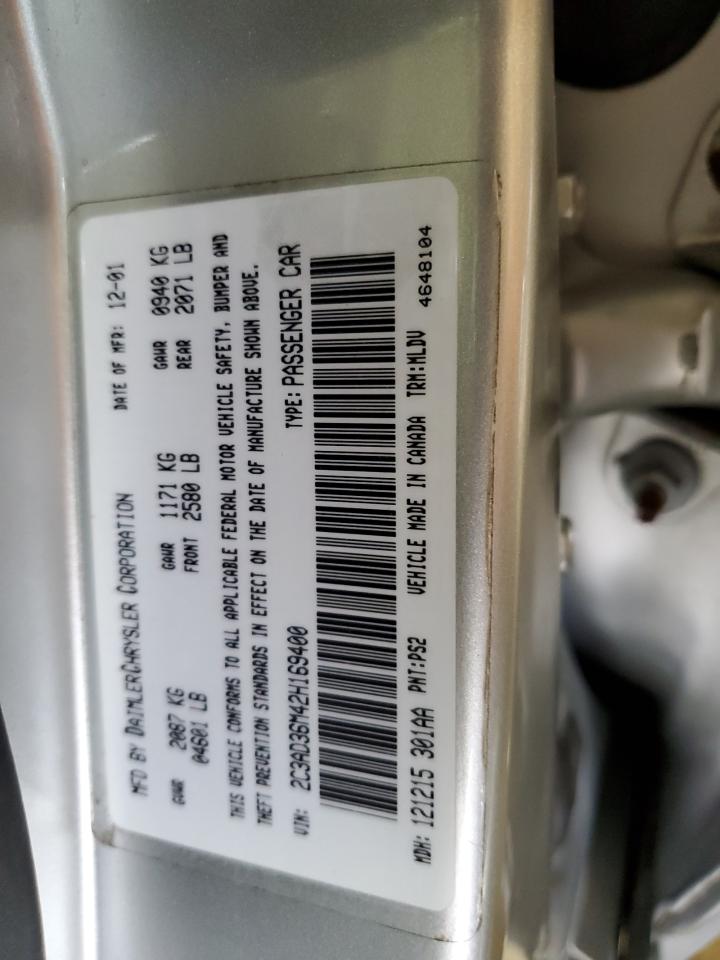 MFD BY DAIMLERCHRYSLER CORPORATION DATE OF MFR: 12-01
GVWR 2087 KG GAWR 1171 KG GAWR 0940 KG
04601 LB FRONT 2580 LB REAR 2071 LB
THIS VEHICLE CONFORMS TO ALL APPLICABLE FEDERAL MOTOR VEHICLE SAFETY, BUMPER AND
THEFT PREVENTION STANDARDS IN EFFECT ON THE DATE OF MANUFACTURE SHOWN ABOVE.
VIN: 2C3AD36M42H169400 TYPE: PASSENGER CAR
MDH: 121215 301AA PNT:PS2 VEHICLE MADE IN CANADA TRM:MLDV 4648104